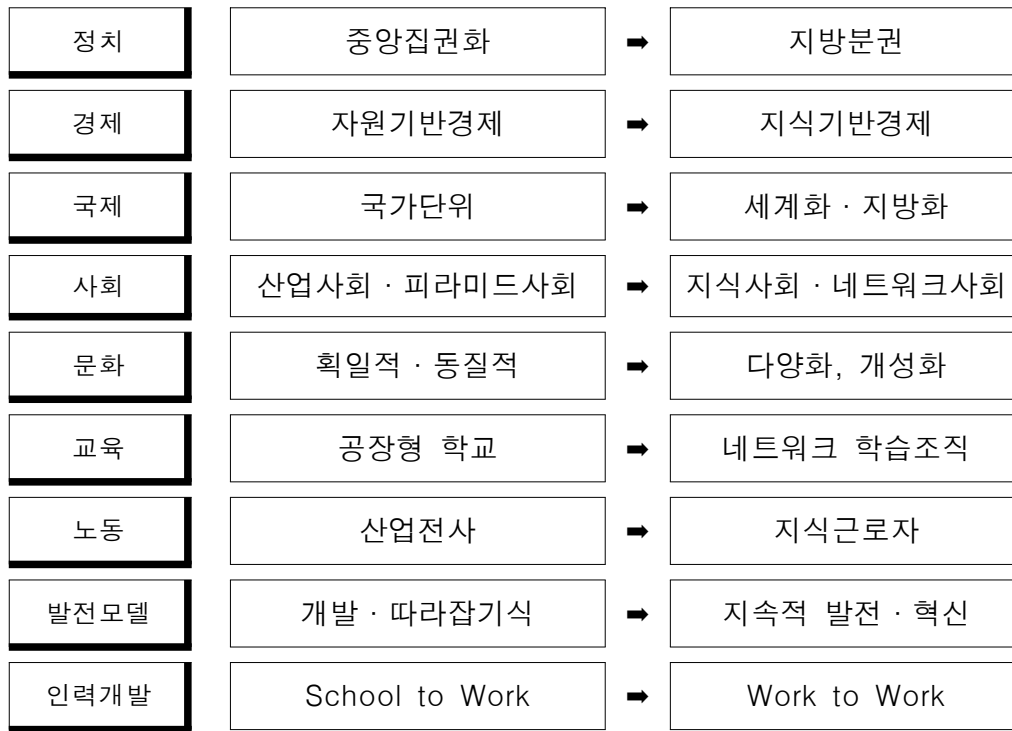 정치 중앙집권화 ➡ 지방분권
경제 자원기반경제 ➡ 지식기반경제
국제 국가단위 ➡ 세계화·지방화
사회 산업사회·피라미드사회 ➡ 지식사회·네트워크사회
문화 획일적·동질적 ➡ 다양화, 개성화
교육 공장형 학교 ➡ 네트워크 학습조직
노동 산업전사 ➡ 지식근로자
발전모델 개발·따라잡기식 ➡ 지속적 발전·혁신
인력개발 School to Work ➡ Work to Work